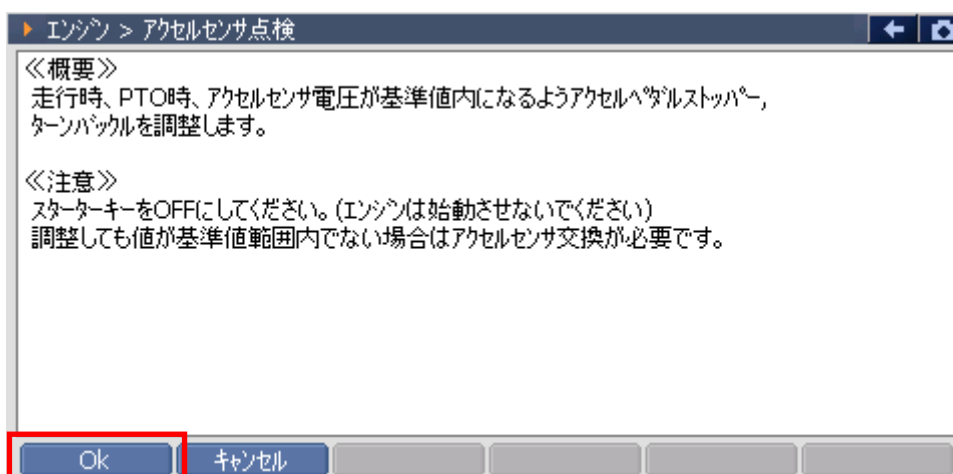 エンジン > アクセルセンサ点検
≪概要≫
走行時、PTO時、アクセルセンサ電圧が基準値内になるようアクセルペダルストッパー,
ターンバックルを調整します。
≪注意≫
スターターキーをOFFにしてください。(エンジンは始動させないでください)
調整しても値が基準値範囲内でない場合はアクセルセンサ交換が必要です。
Ok
キャンセル